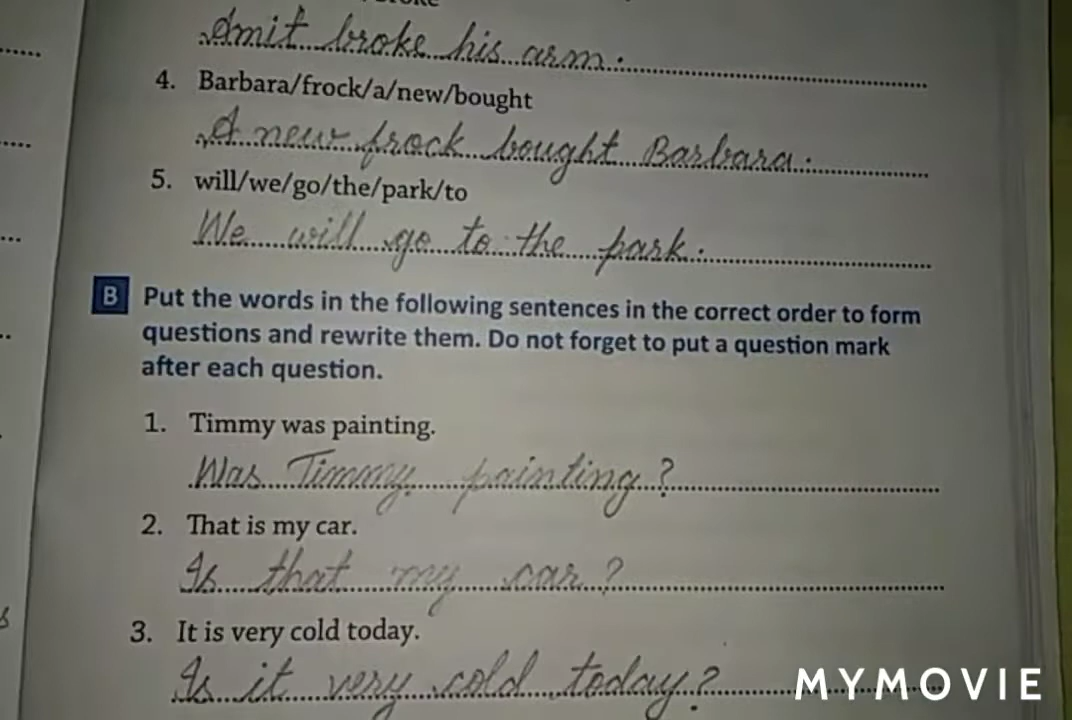 Amit broke his arm.
4. Barbara/frock/a/new/bought
A new frock bought Barbara.
5. will/we/go/the/park/to
We will go to the park.
B Put the words in the following sentences in the correct order to form
questions and rewrite them. Do not forget to put a question mark
after each question.
1. Timmy was painting.
Was Timmy painting?
2. That is my car.
Is that my car?
3. It is very cold today.
Is it very cold today?
MYMOVIE